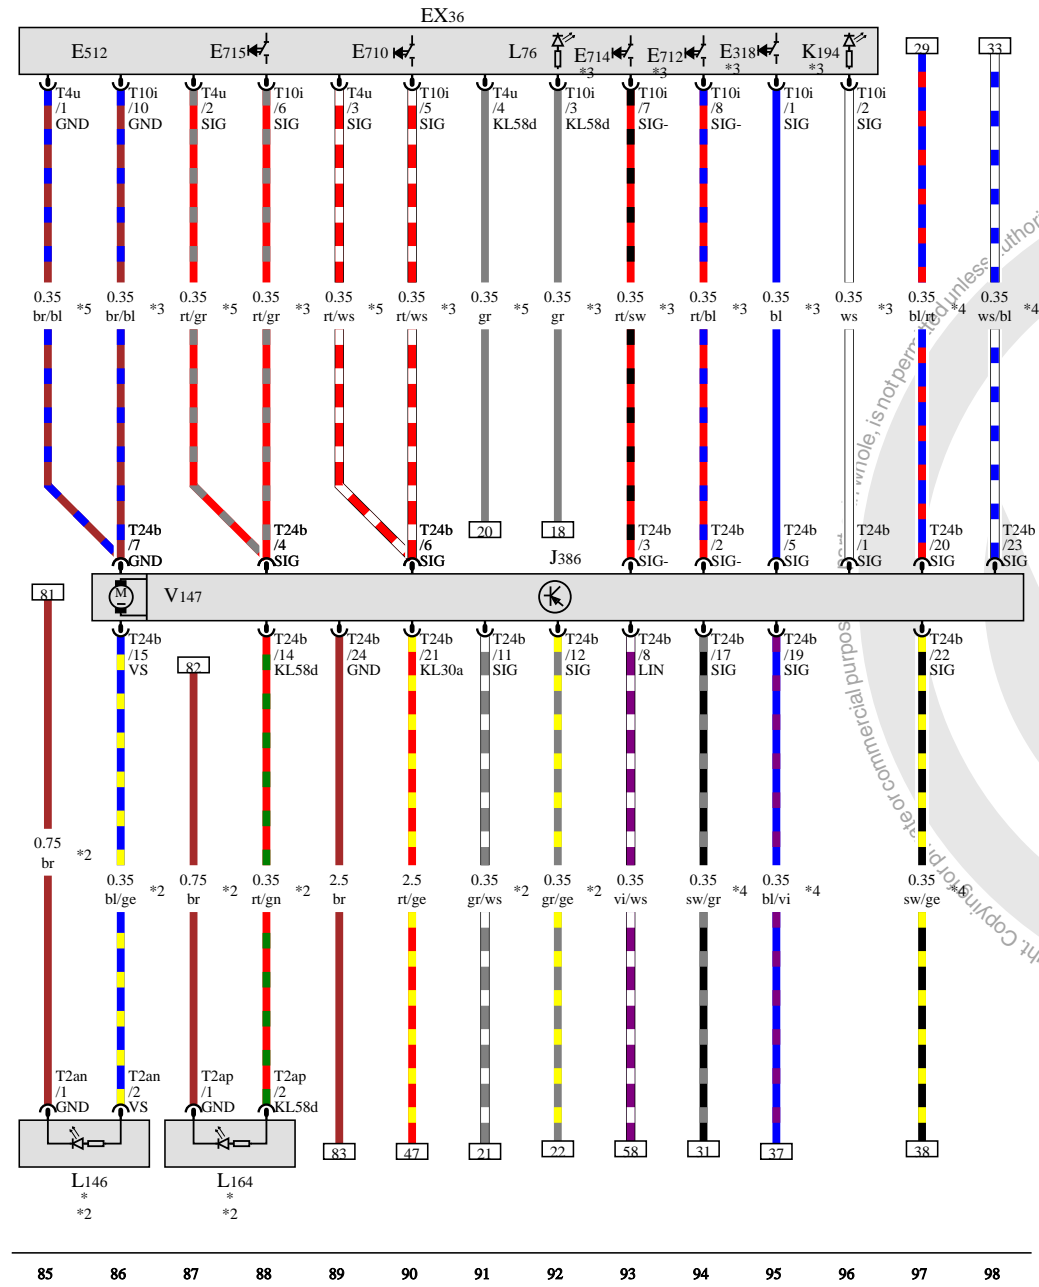 EX36
E512 E715 E710 L76 E714 E712 E318 K194 29 33
*3 *3 *3 *3
T4u T10i T4u T10i T4u T10i T4u T10i T10i T10i T10i T10i
/1 /10 /2 /6 /3 /5 /4 /3 /7 /8 /1 /2
GND GND SIG SIG SIG SIG KL58d KL58d SIG- SIG- SIG SIG
0.35 0.35 0.35 0.35 0.35 0.35 0.35 0.35 0.35 0.35 0.35 0.35 0.35 0.35
*5 *3 *5 *3 *5 *3 *5 *3 *3 *3 *3 *3 *4 *4
br/bl br/bl rt/gr rt/gr rt/ws rt/ws gr gr rt/sw rt/bl bl ws bl/rt ws/bl
20 18
T24b T24b T24b T24b T24b T24b T24b T24b T24b
/7 /4 /6 /3 /2 /5 /1 /20 /23
GND SIG SIG SIG- SIG- SIG SIG SIG SIG
J386
81
M V147
T24b T24b T24b T24b T24b T24b T24b T24b T24b T24b
/15 /14 /24 /21 /11 /12 /8 /17 /19 /22
VS KL58d GND KL30a SIG SIG LIN SIG SIG SIG
82
0.75
br *2
0.35 0.75 0.35 2.5 2.5 0.35 0.35 0.35 0.35 0.35 0.35
*2 *2 *2 *2 *2 *4 *4 *4
bl/ge br rt/gn br rt/ge gr/ws gr/ge vi/ws sw/gr bl/vi sw/ge
T2an T2an T2ap T2ap
/1 /2 /1 /2
GND VS GND KL58d
83 47 21 22 58 31 37 38
L146 L164
* *
*2 *2
85 86 87 88 89 90 91 92 93 94 95 96 97 98